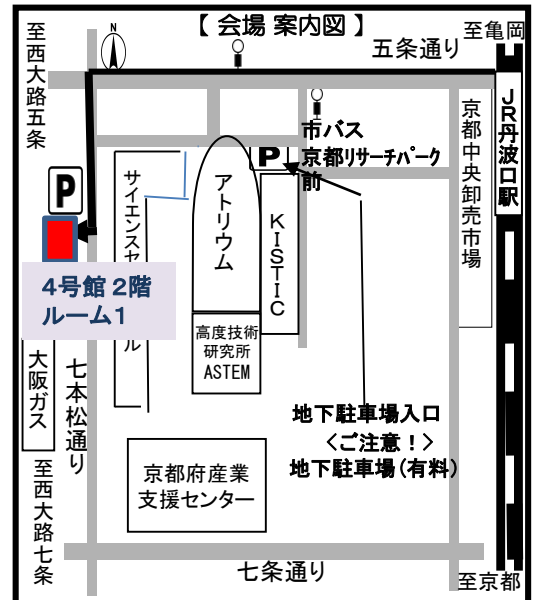 【 会場 案内図 】
N
至亀岡
五条通り
至西大路五条
JR丹波口駅
京都中央卸売市場
市バス
京都リサーチパーク
前
P
P
サイエンスセ
ル
アトリウム
KISTIC
4号館 2階
ルーム1
高度技術
研究所
ASTEM
大阪ガス
七本松通り
地下駐車場入口
<ご注意!>
地下駐車場(有料)
京都府産業
支援センター
至西大路七条
七条通り
至京都